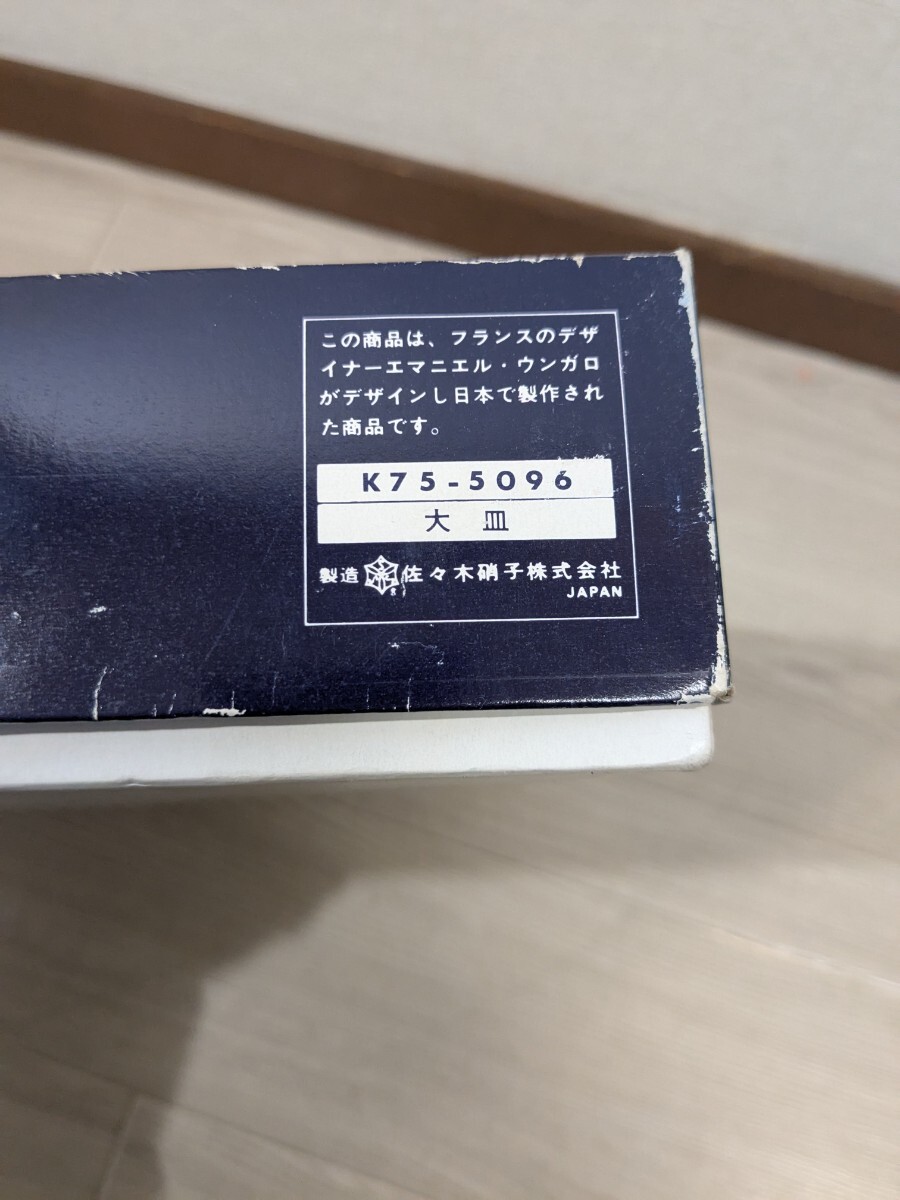 この商品は、フランスのデザ
イナーエマニエル・ウンガロ
がデザインし日本で製作され
た商品です。
K75-5096
大皿
製造 佐々木硝子株式会社
JAPAN